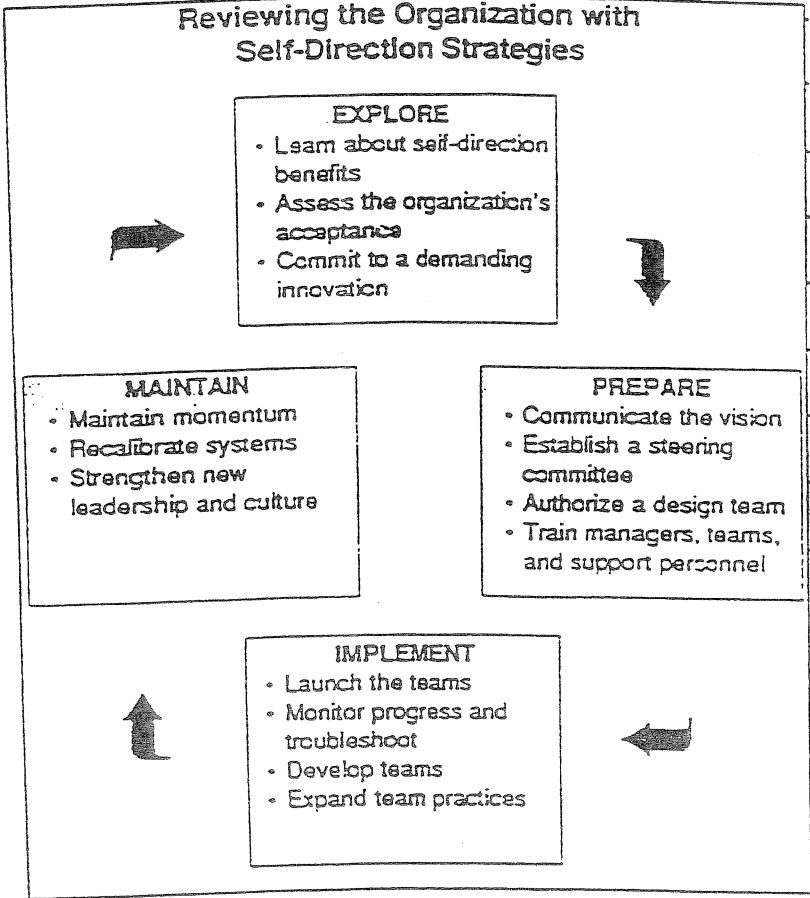 Reviewing the Organization with
Self-Direction Strategies
EXPLORE
• Learn about self-direction
benefits
• Assess the organization's
acceptance
• Commit to a demanding
innovation
MAINTAIN
• Maintain momentum
• Recalibrate systems
• Strengthen new
leadership and culture
PREPARE
• Communicate the vision
• Establish a steering
committee
• Authorize a design team
• Train managers, teams,
and support personnel
IMPLEMENT
• Launch the teams
• Monitor progress and
troubleshoot
• Develop teams
• Expand team practices